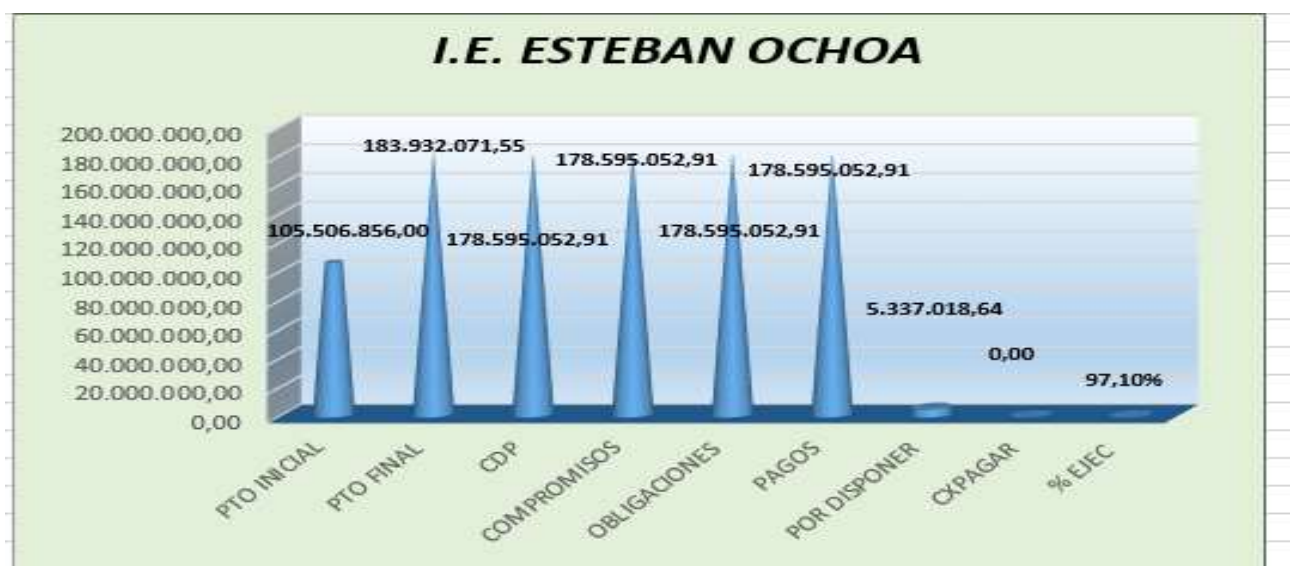 I.E. ESTEBAN OCHOA
200.000.000,00
180.000.000,00
160.000.000,00
140.000.000,00
120.000.000,00
100.000.000,00
80.000.000,00
60.000.000,00
40.000.000,00
20.000.000,00
0,00
105.506.856,00
183.932.071,55
178.595.052,91
178.595.052,91
178.595.052,91
178.595.052,91
5.337.018,64
0,00
97,10%
PTO INICIAL
PTO FINAL
CDP
COMPROMISOS
OBLIGACIONES
PAGOS
POR DISPONER
CXPAGAR
% EJEC